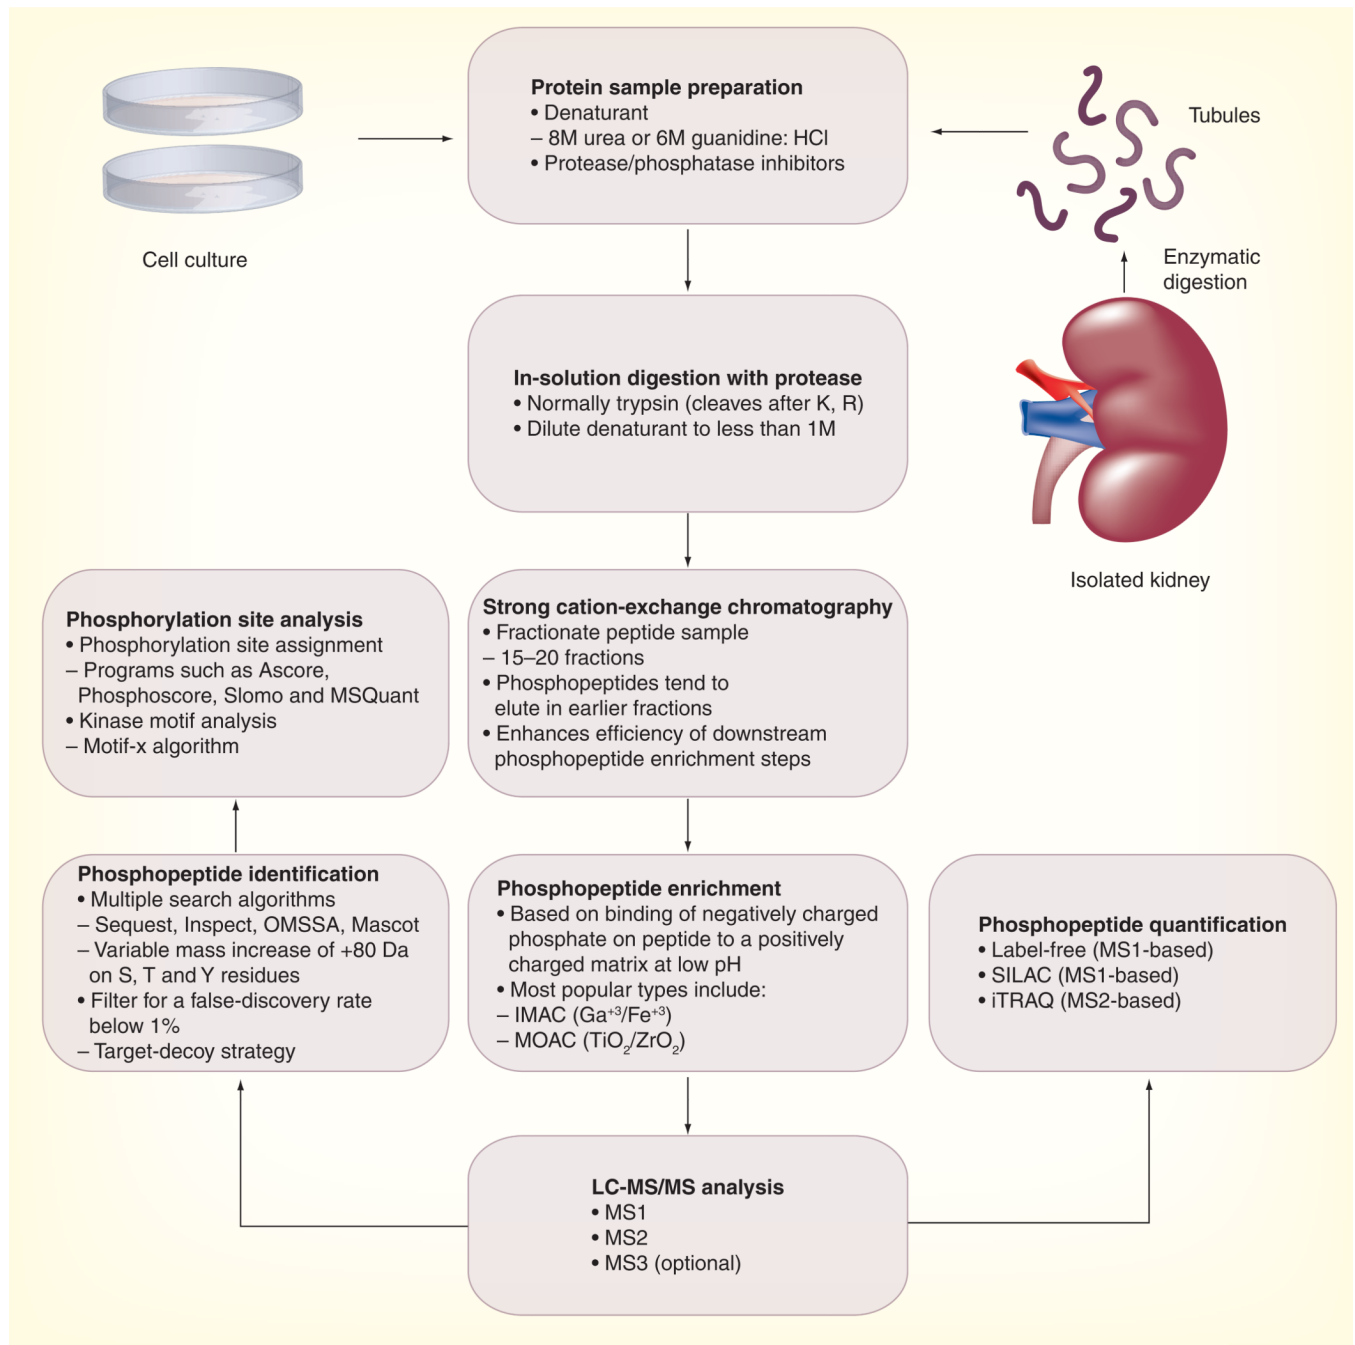 Protein sample preparation
• Denaturant
– 8M urea or 6M guanidine: HCl
• Protease/phosphatase inhibitors
Cell culture
Tubules
Enzymatic
digestion
Isolated kidney
In-solution digestion with protease
• Normally trypsin (cleaves after K, R)
• Dilute denaturant to less than 1M
Strong cation-exchange chromatography
• Fractionate peptide sample
– 15–20 fractions
• Phosphopeptides tend to
elute in earlier fractions
• Enhances efficiency of downstream
phosphopeptide enrichment steps
Phosphorylation site analysis
• Phosphorylation site assignment
– Programs such as Ascore,
Phosphoscore, Slomo and MSQuant
• Kinase motif analysis
– Motif-x algorithm
Phosphopeptide identification
• Multiple search algorithms
– Sequest, Inspect, OMSSA, Mascot
– Variable mass increase of +80 Da
on S, T and Y residues
• Filter for a false-discovery rate
below 1%
– Target-decoy strategy
Phosphopeptide enrichment
• Based on binding of negatively charged
phosphate on peptide to a positively
charged matrix at low pH
• Most popular types include:
– IMAC (Ga⁺³/Fe⁺³)
– MOAC (TiO₂/ZrO₂)
Phosphopeptide quantification
• Label-free (MS1-based)
• SILAC (MS1-based)
• iTRAQ (MS2-based)
LC-MS/MS analysis
• MS1
• MS2
• MS3 (optional)